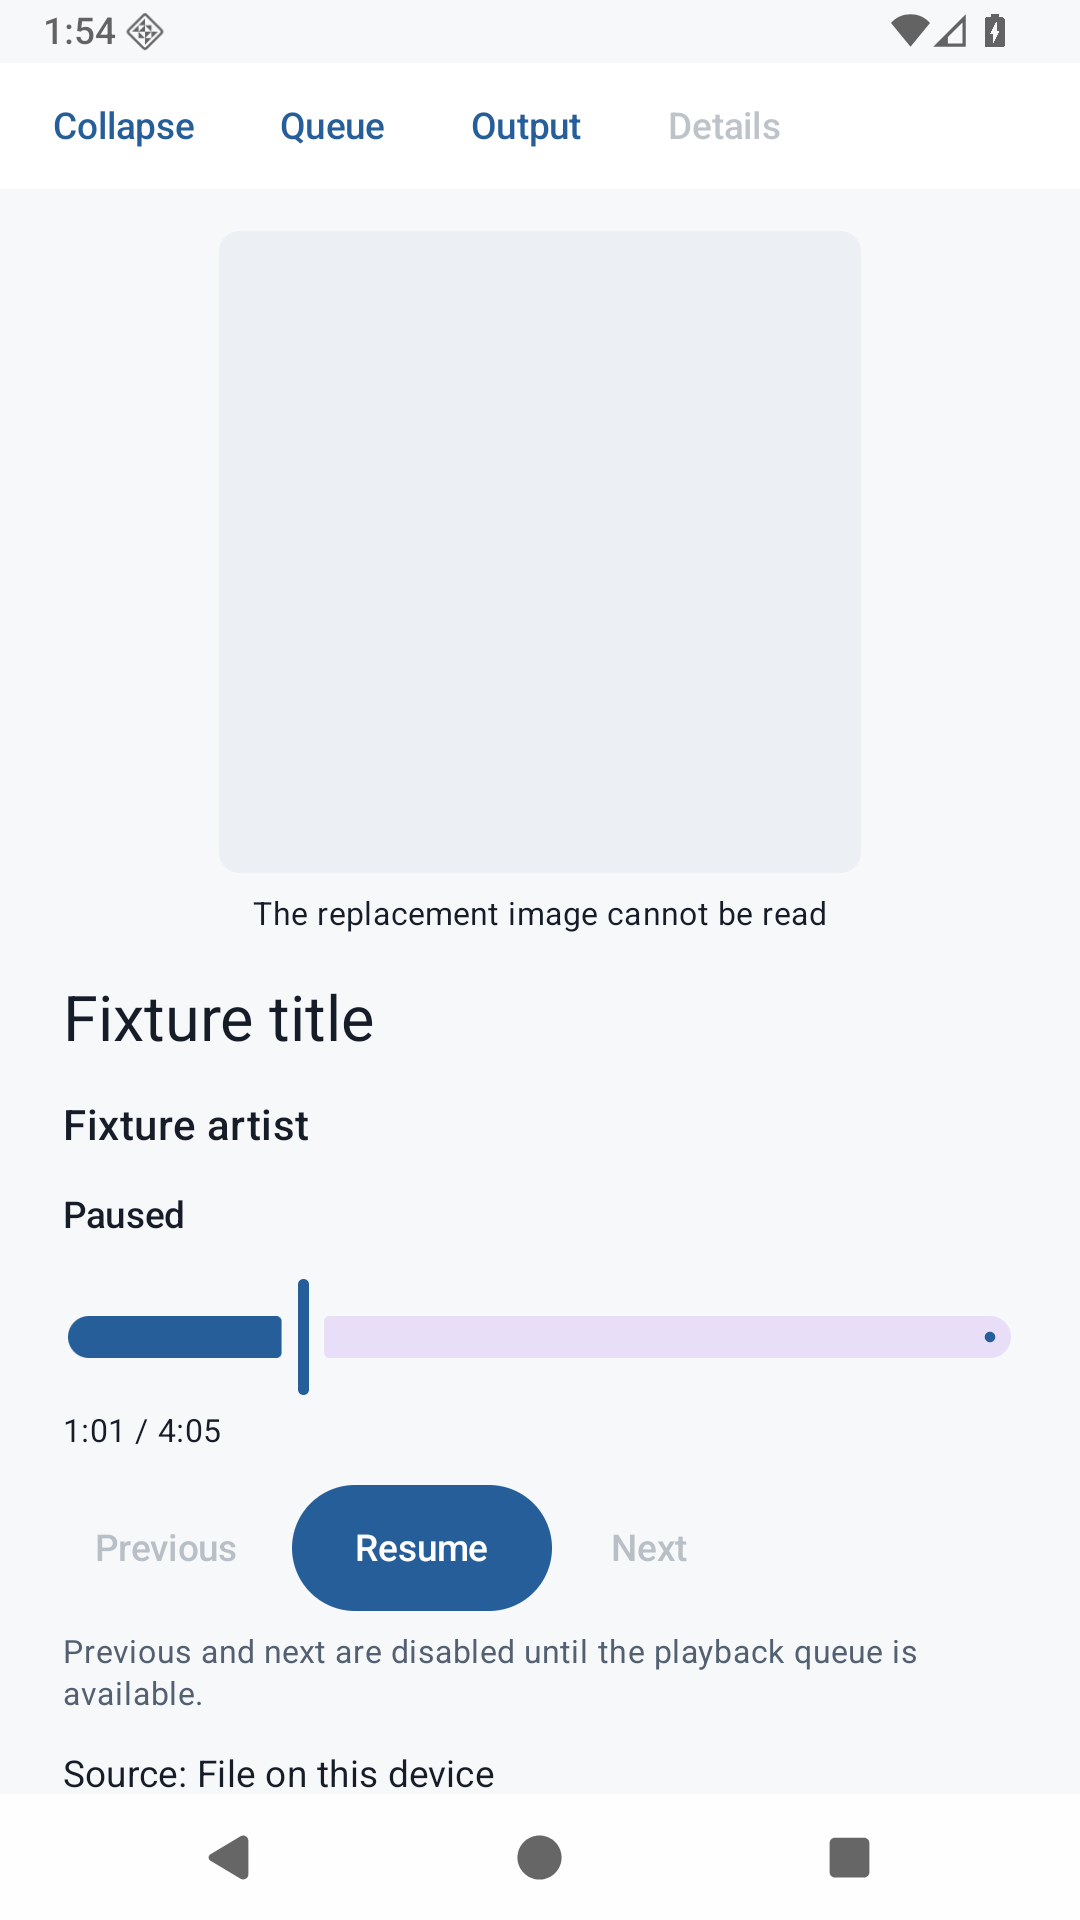 1:54
Collapse Queue Output Details
The replacement image cannot be read
Fixture title
Fixture artist
Paused
1:01 / 4:05
Previous Resume Next
Previous and next are disabled until the playback queue is
available.
Source: File on this device